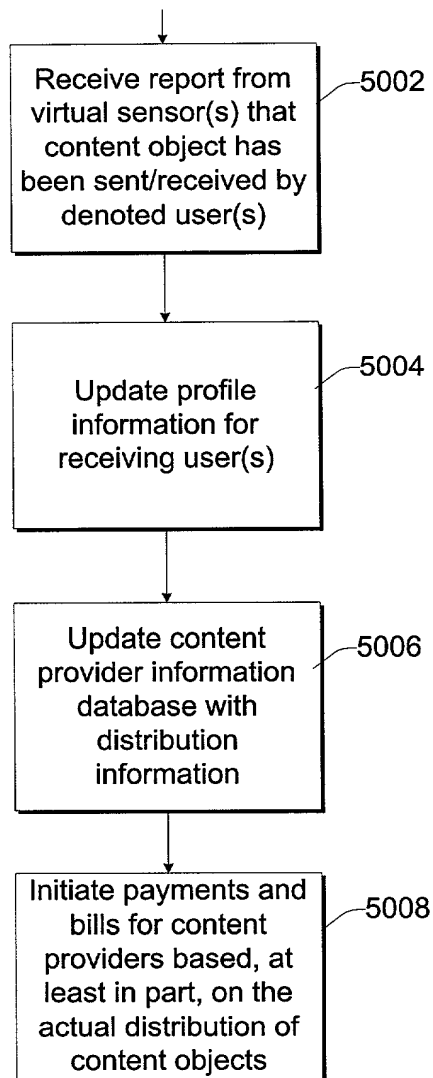 Receive report from
virtual sensor(s) that
content object has
been sent/received by
denoted user(s)
5002
Update profile
information for
receiving user(s)
5004
Update content
provider information
database with
distribution
information
5006
Initiate payments and
bills for content
providers based, at
least in part, on the
actual distribution of
content objects
5008